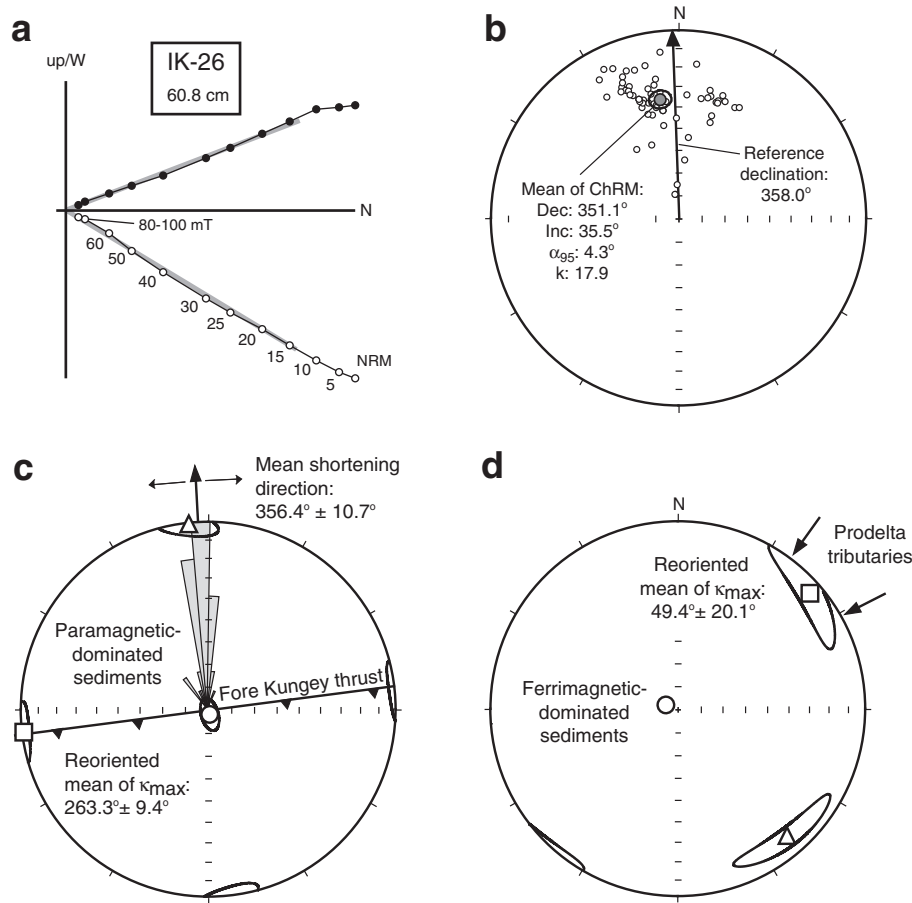 a
up/W
IK-26
60.8 cm
N
80-100 mT
60
50
40
30
25
20
15
10
5
NRM
b
N
Reference
declination:
358.0°
Mean of ChRM:
Dec: 351.1°
Inc: 35.5°
α95: 4.3°
k: 17.9
c
Mean shortening
direction:
356.4° ± 10.7°
Paramagnetic-
dominated
sediments
Fore Kungey thrust
Reoriented
mean of κmax:
263.3°± 9.4°
d
N
Prodelta
tributaries
Reoriented
mean of κmax:
49.4°± 20.1°
Ferrimagnetic-
dominated
sediments